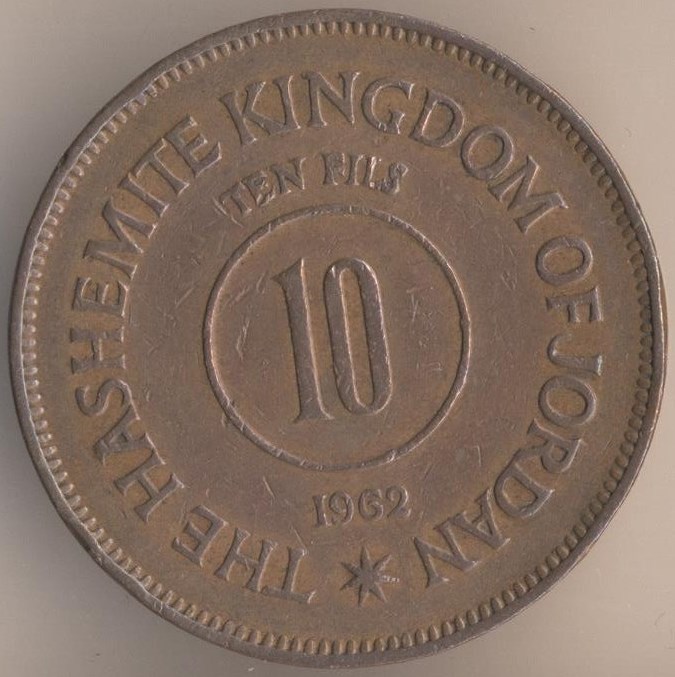 THE HASHEMITE KINGDOM OF JORDAN
TEN FILS
10
1962